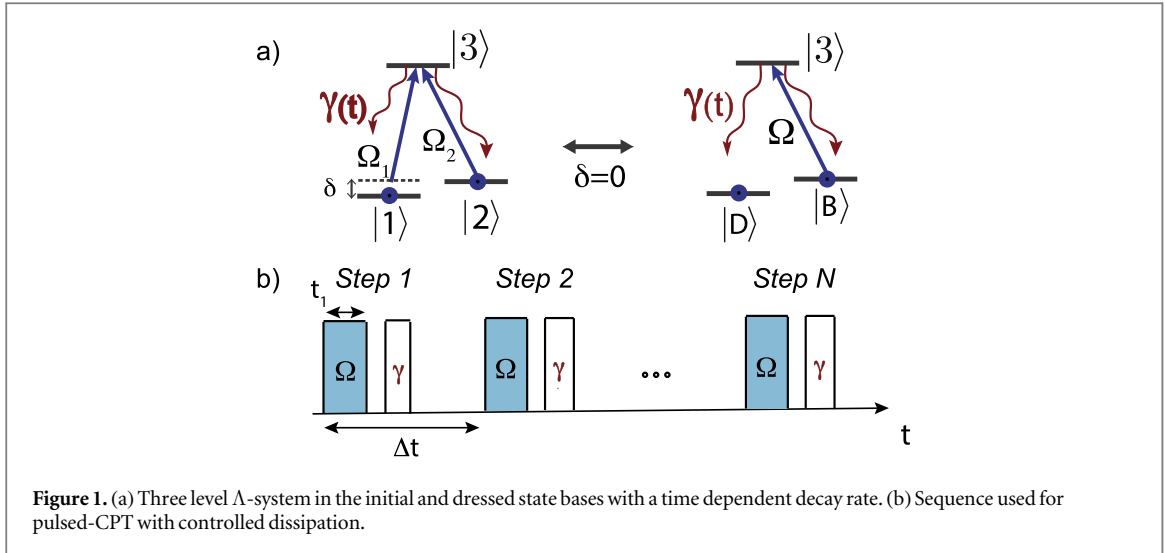 a)
|3⟩
|3⟩
γ(t)
γ(t)
Ω₁
Ω₂
Ω
δ
δ=0
|1⟩
|2⟩
|D⟩
|B⟩
b)
Step 1
Step 2
Step N
t₁
Ω
γ
Ω
γ
...
Ω
γ
Δt
t
Figure 1. (a) Three level Λ-system in the initial and dressed state bases with a time dependent decay rate. (b) Sequence used for
pulsed-CPT with controlled dissipation.